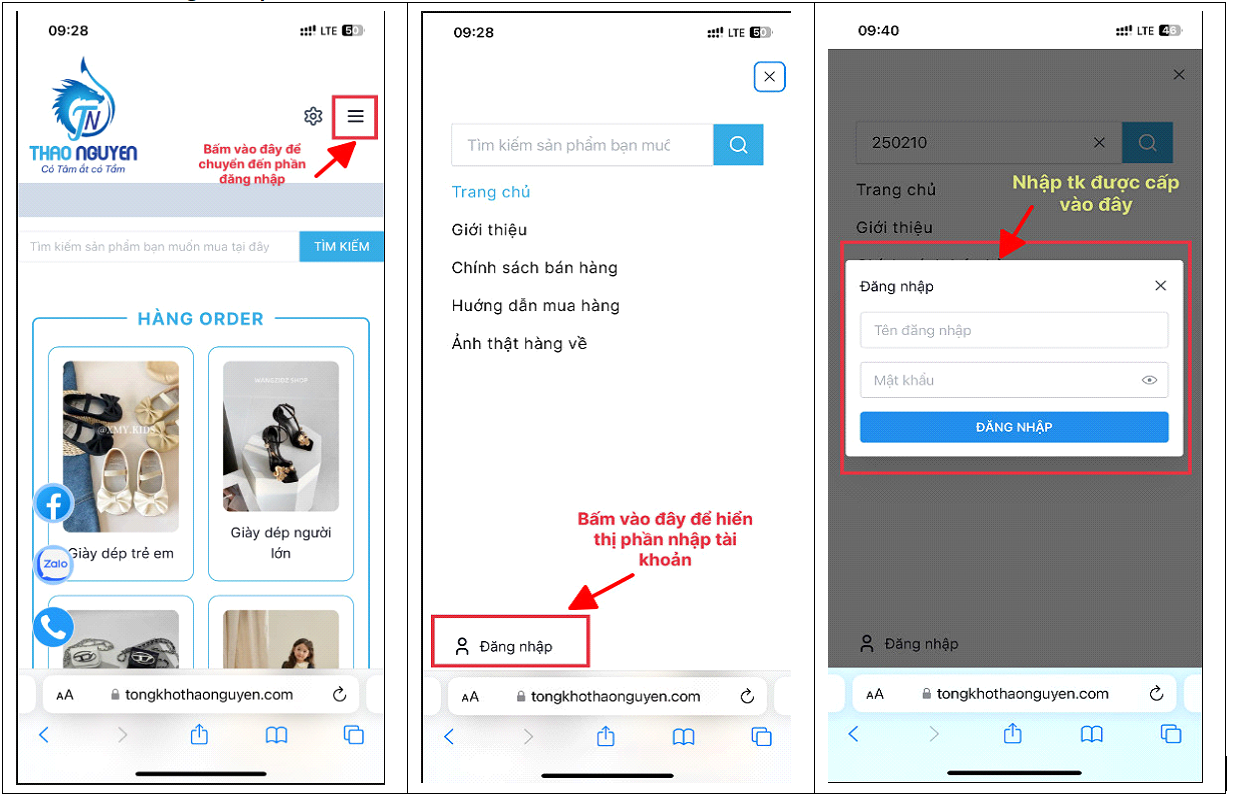 09:28
LTE 50
TN
THAO NGUYEN
Có Tâm ắt có Tầm
Bấm vào đây để
chuyển đến phần
đăng nhập
Tìm kiếm sản phẩm bạn muốn mua tại đây
TÌM KIẾM
HÀNG ORDER
@XMY.KIDS
WANGZI02 SHOP
Giày dép trẻ em
Giày dép người
lớn
Zalo
AA
tongkhothaonguyen.com
09:28
LTE 50
Tìm kiếm sản phẩm bạn muố
Trang chủ
Giới thiệu
Chính sách bán hàng
Hướng dẫn mua hàng
Ảnh thật hàng về
Bấm vào đây để hiển
thị phần nhập tài
khoản
Đăng nhập
AA
tongkhothaonguyen.com
09:40
LTE 48
250210
Trang chủ
Nhập tk được cấp
vào đây
Giới thiệu
Đăng nhập
Tên đăng nhập
Mật khẩu
ĐĂNG NHẬP
Đăng nhập
AA
tongkhothaonguyen.com